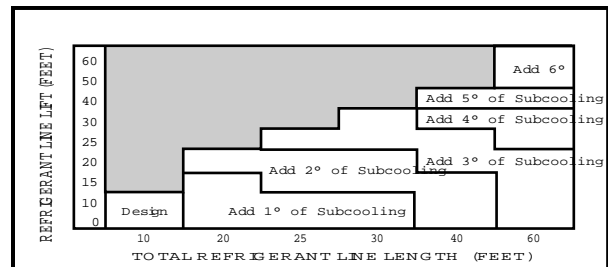 REFRIGERANT LINE LIFT (FEET)
60
50
40
30
25
20
15
10
0
Add 6°
Add 5° of Subcooling
Add 4° of Subcooling
Add 3° of Subcooling
Add 2° of Subcooling
Design
Add 1° of Subcooling
10 20 25 30 40 60
TOTAL REFRIGERANT LINE LENGTH (FEET)